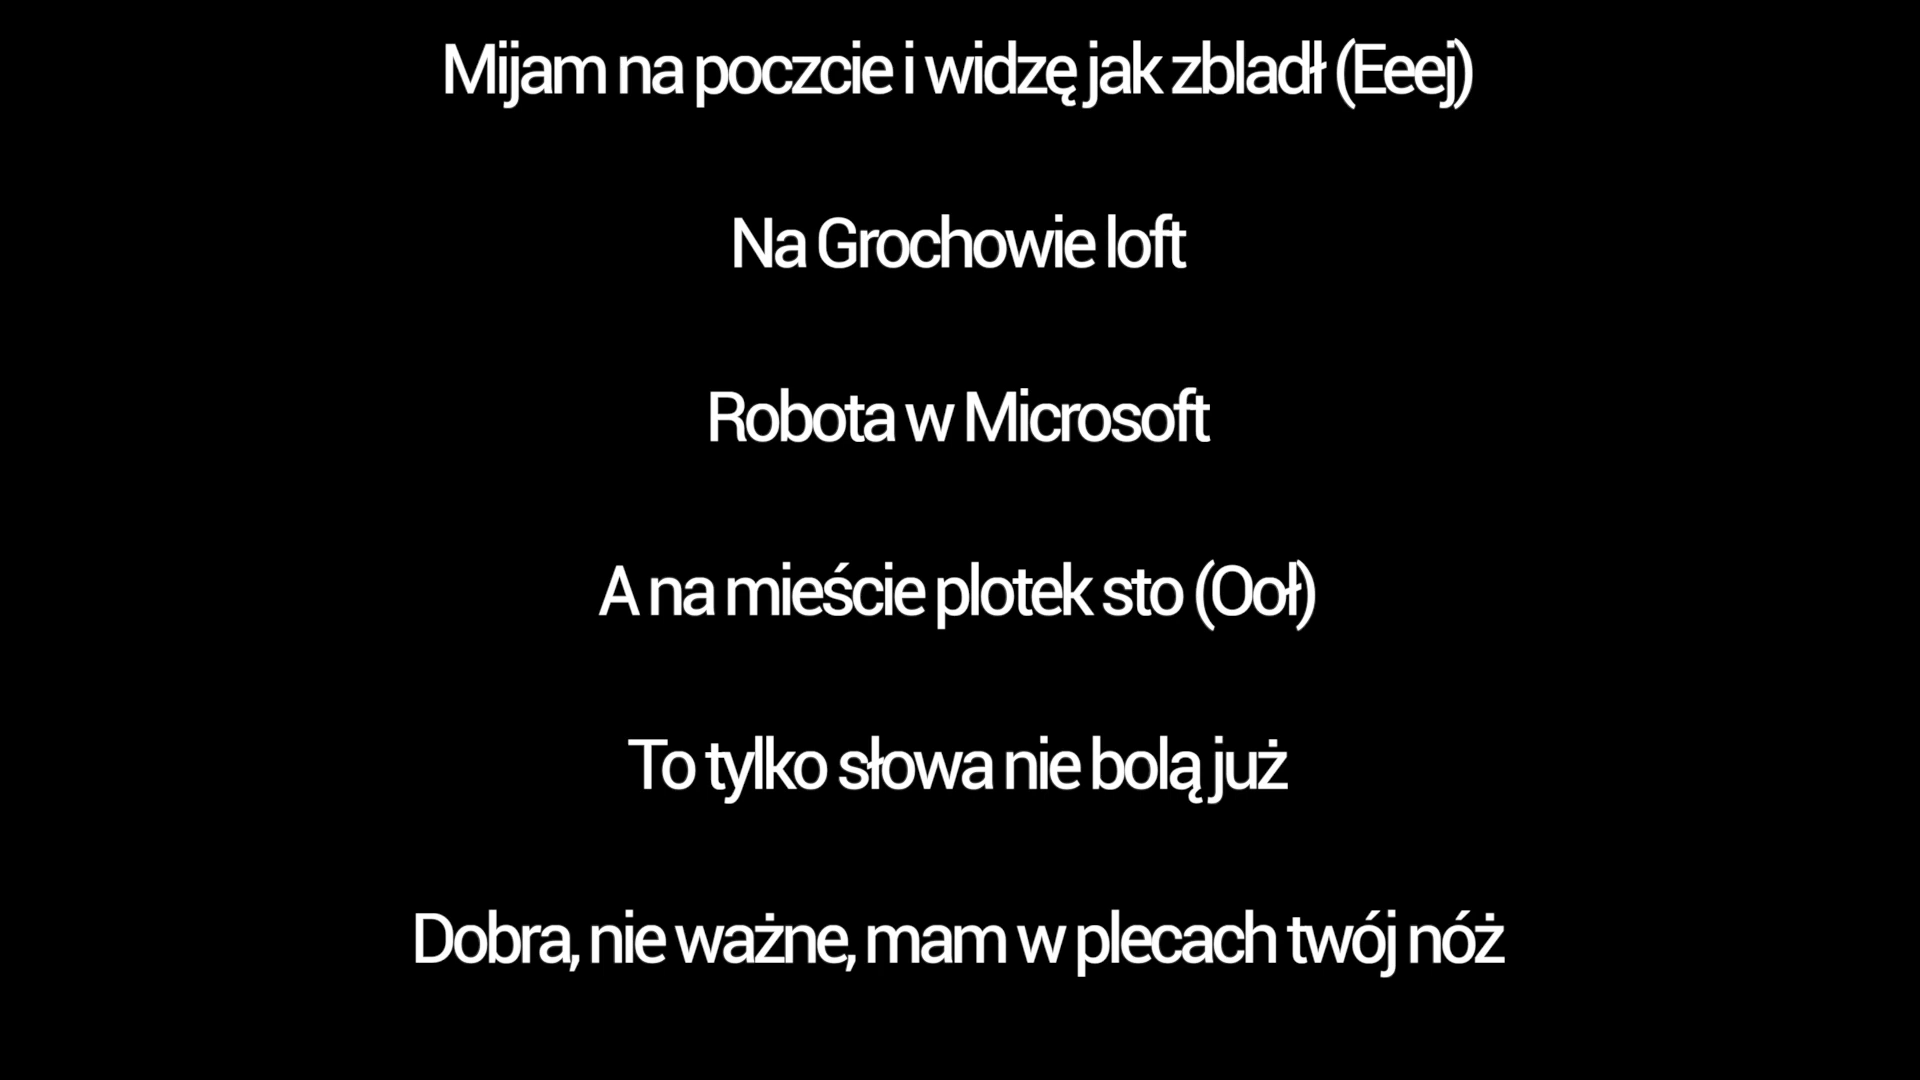 Mijam na poczcie i widzę jak zbladł (Eeej)
Na Grochowie loft
Robota w Microsoft
A na mieście plotek sto (Ooł)
To tylko słowa nie bolą już
Dobra, nie ważne, mam w plecach twój nóż